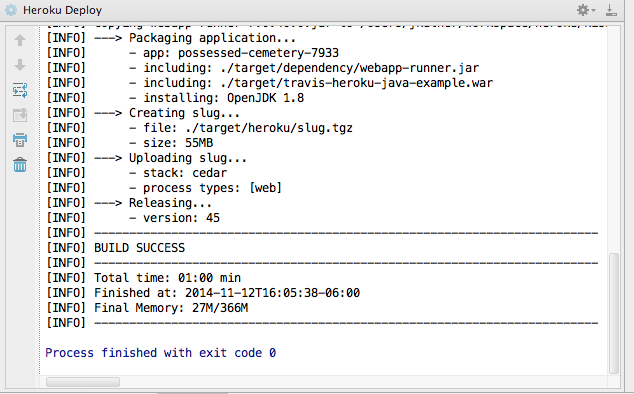 Heroku Deploy
[INFO] ---> Packaging application...
[INFO] - app: possessed-cemetery-7933
[INFO] - including: ./target/dependency/webapp-runner.jar
[INFO] - including: ./target/travis-heroku-java-example.war
[INFO] - installing: OpenJDK 1.8
[INFO] ---> Creating slug...
[INFO] - file: ./target/heroku/slug.tgz
[INFO] - size: 55MB
[INFO] ---> Uploading slug...
[INFO] - stack: cedar
[INFO] - process types: [web]
[INFO] ---> Releasing...
[INFO] - version: 45
[INFO] ------------------------------------------------------------------------
[INFO] BUILD SUCCESS
[INFO] ------------------------------------------------------------------------
[INFO] Total time: 01:00 min
[INFO] Finished at: 2014-11-12T16:05:38-06:00
[INFO] Final Memory: 27M/366M
[INFO] ------------------------------------------------------------------------
Process finished with exit code 0